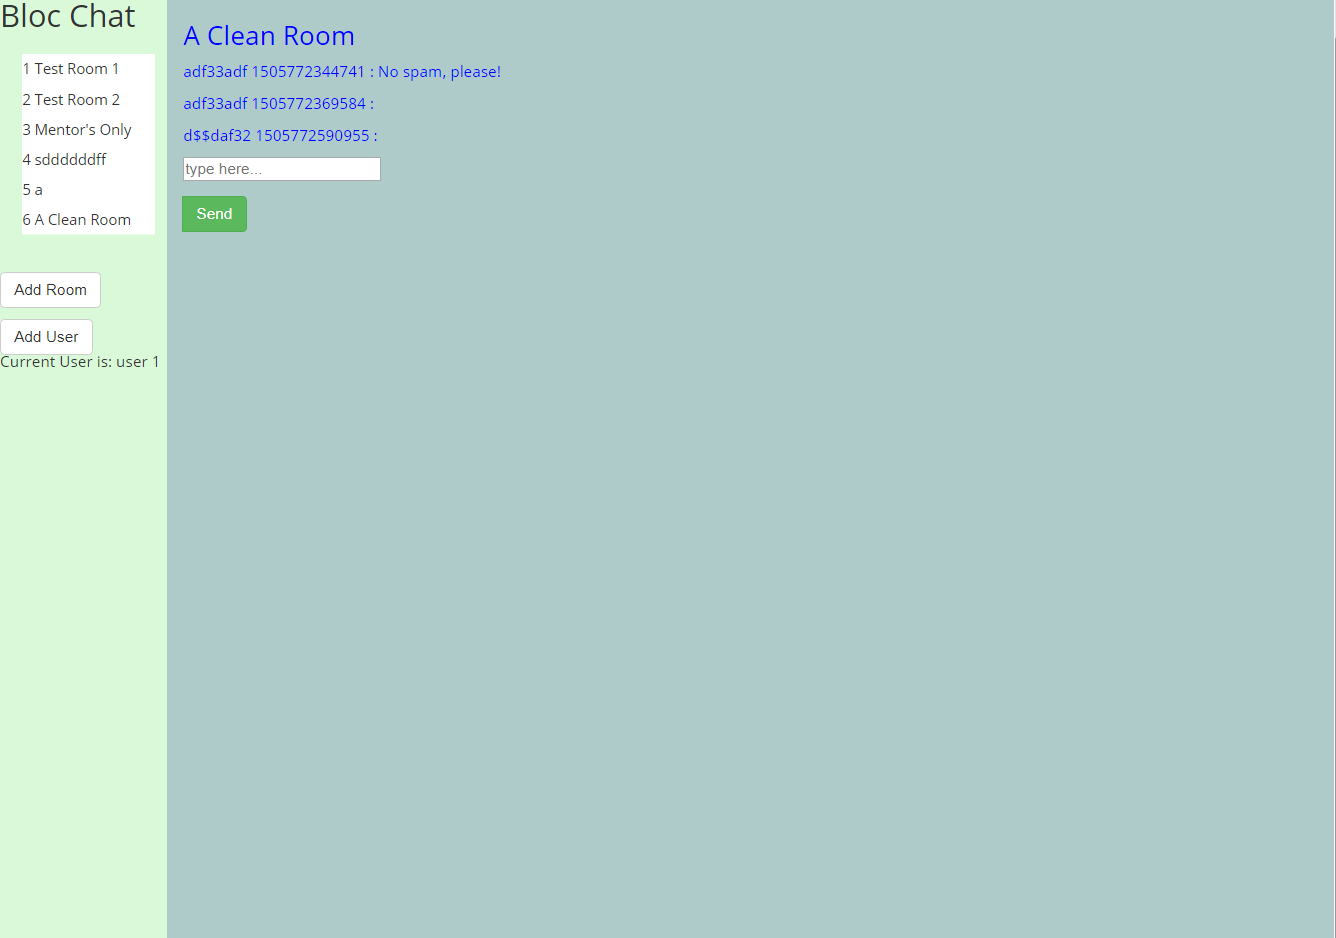 Bloc Chat
1 Test Room 1
2 Test Room 2
3 Mentor's Only
4 sddddddff
5 a
6 A Clean Room
Add Room
Add User
Current User is: user 1
A Clean Room
adf33adf 1505772344741 : No spam, please!
adf33adf 1505772369584 :
d$$daf32 1505772590955 :
type here...
Send